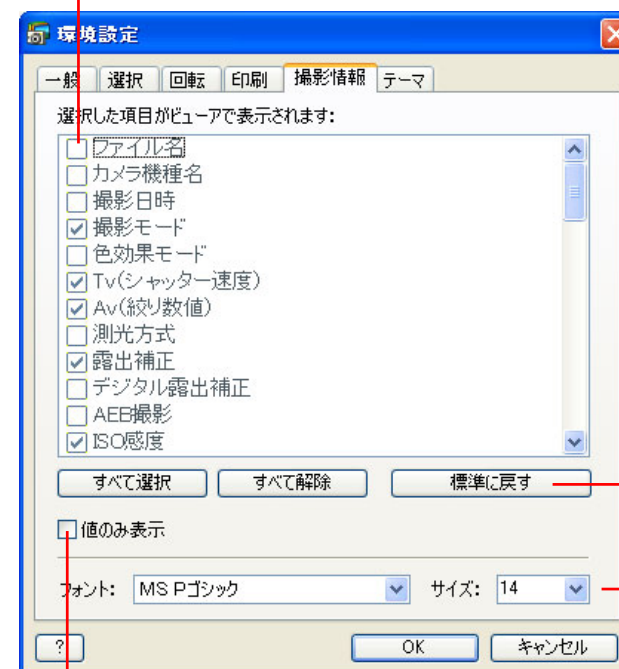 環境設定
一般 選択 回転 印刷 撮影情報 テーマ
選択した項目がビューアで表示されます:
ファイル名
カメラ機種名
撮影日時
撮影モード
色効果モード
Tv(シャッター速度)
Av(絞り数値)
測光方式
露出補正
デジタル露出補正
AEB撮影
ISO感度
すべて選択 すべて解除 標準に戻す
値のみ表示
フォント: MS Pゴシック サイズ: 14
? OK キャンセル